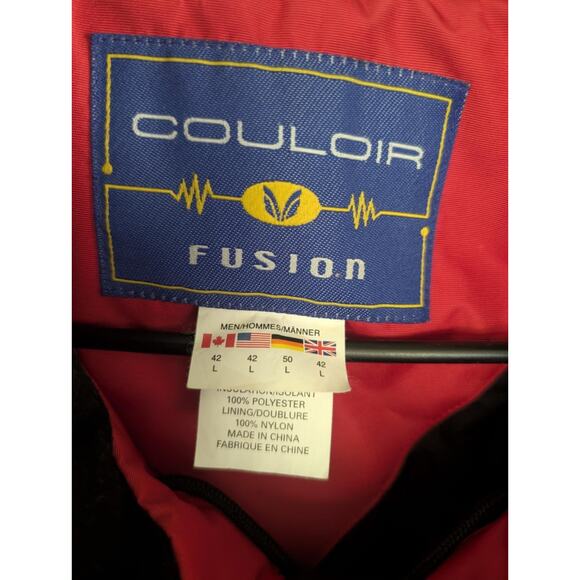 COULOIR
FUSION
MEN/HOMMES/MÄNNER
42 42 50 42
L L L L
INSULATION/ISOLANT
100% POLYESTER
LINING/DOUBLURE
100% NYLON
MADE IN CHINA
FABRIQUE EN CHINE